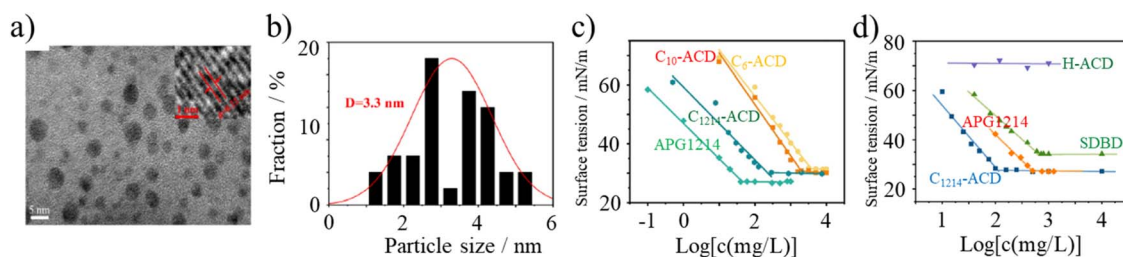 a)
5 nm
b)
Fraction / %
20
10
0
D=3.3 nm
0
2
4
6
Particle size / nm
c)
Surface tension / mN/m
60
40
20
C10-ACD
C6-ACD
C1214-ACD
APG1214
-1
0
1
2
3
4
Log[c(mg/L)]
d)
Surface tension / mN/m
80
60
40
20
H-ACD
APG1214
SDBD
C1214-ACD
1
2
3
4
Log[c(mg/L)]